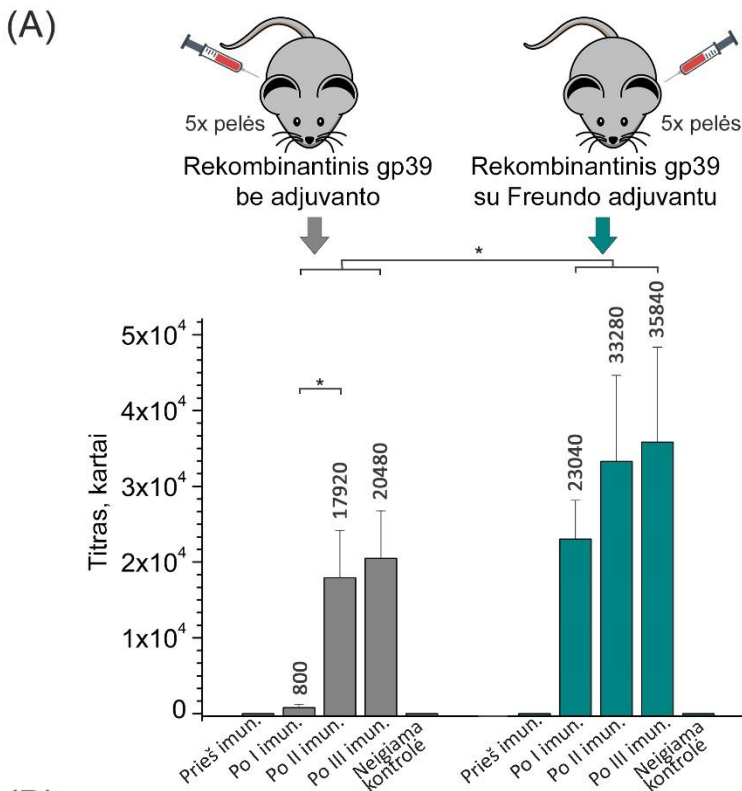 (A)
5x pelės
5x pelės
Rekombinantinis gp39
be adjuvanto
Rekombinantinis gp39
su Freundo adjuvantu
*
*
Titras, kartai
5x10⁴
4x10⁴
3x10⁴
2x10⁴
1x10⁴
0
800
17920
20480
23040
33280
35840
Prieš imun.
Po I imun.
Po II imun.
Po III imun.
Neigiama
kontrolė
Prieš imun.
Po I imun.
Po II imun.
Po III imun.
Neigiama
kontrolė